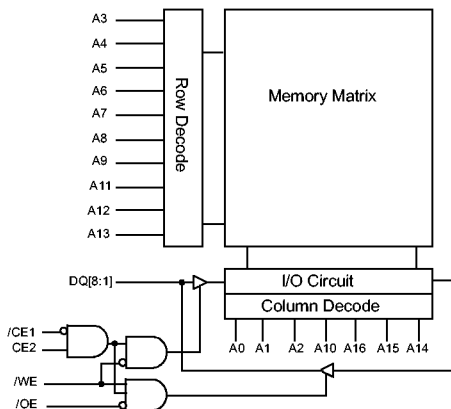 A3
A4
A5
A6
A7
A8
A9
A11
A12
A13
Row Decode
Memory Matrix
DQ[8:1]
I/O Circuit
Column Decode
A0 A1 A2 A10 A16 A15 A14
/CE1
CE2
/WE
/OE